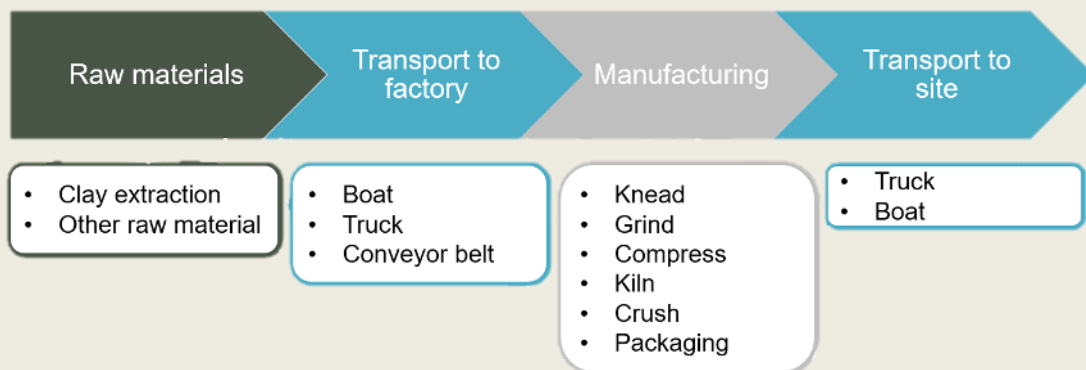 Raw materials
Transport to
factory
Manufacturing
Transport to
site
• Clay extraction
• Other raw material
• Boat
• Truck
• Conveyor belt
• Knead
• Grind
• Compress
• Kiln
• Crush
• Packaging
• Truck
• Boat